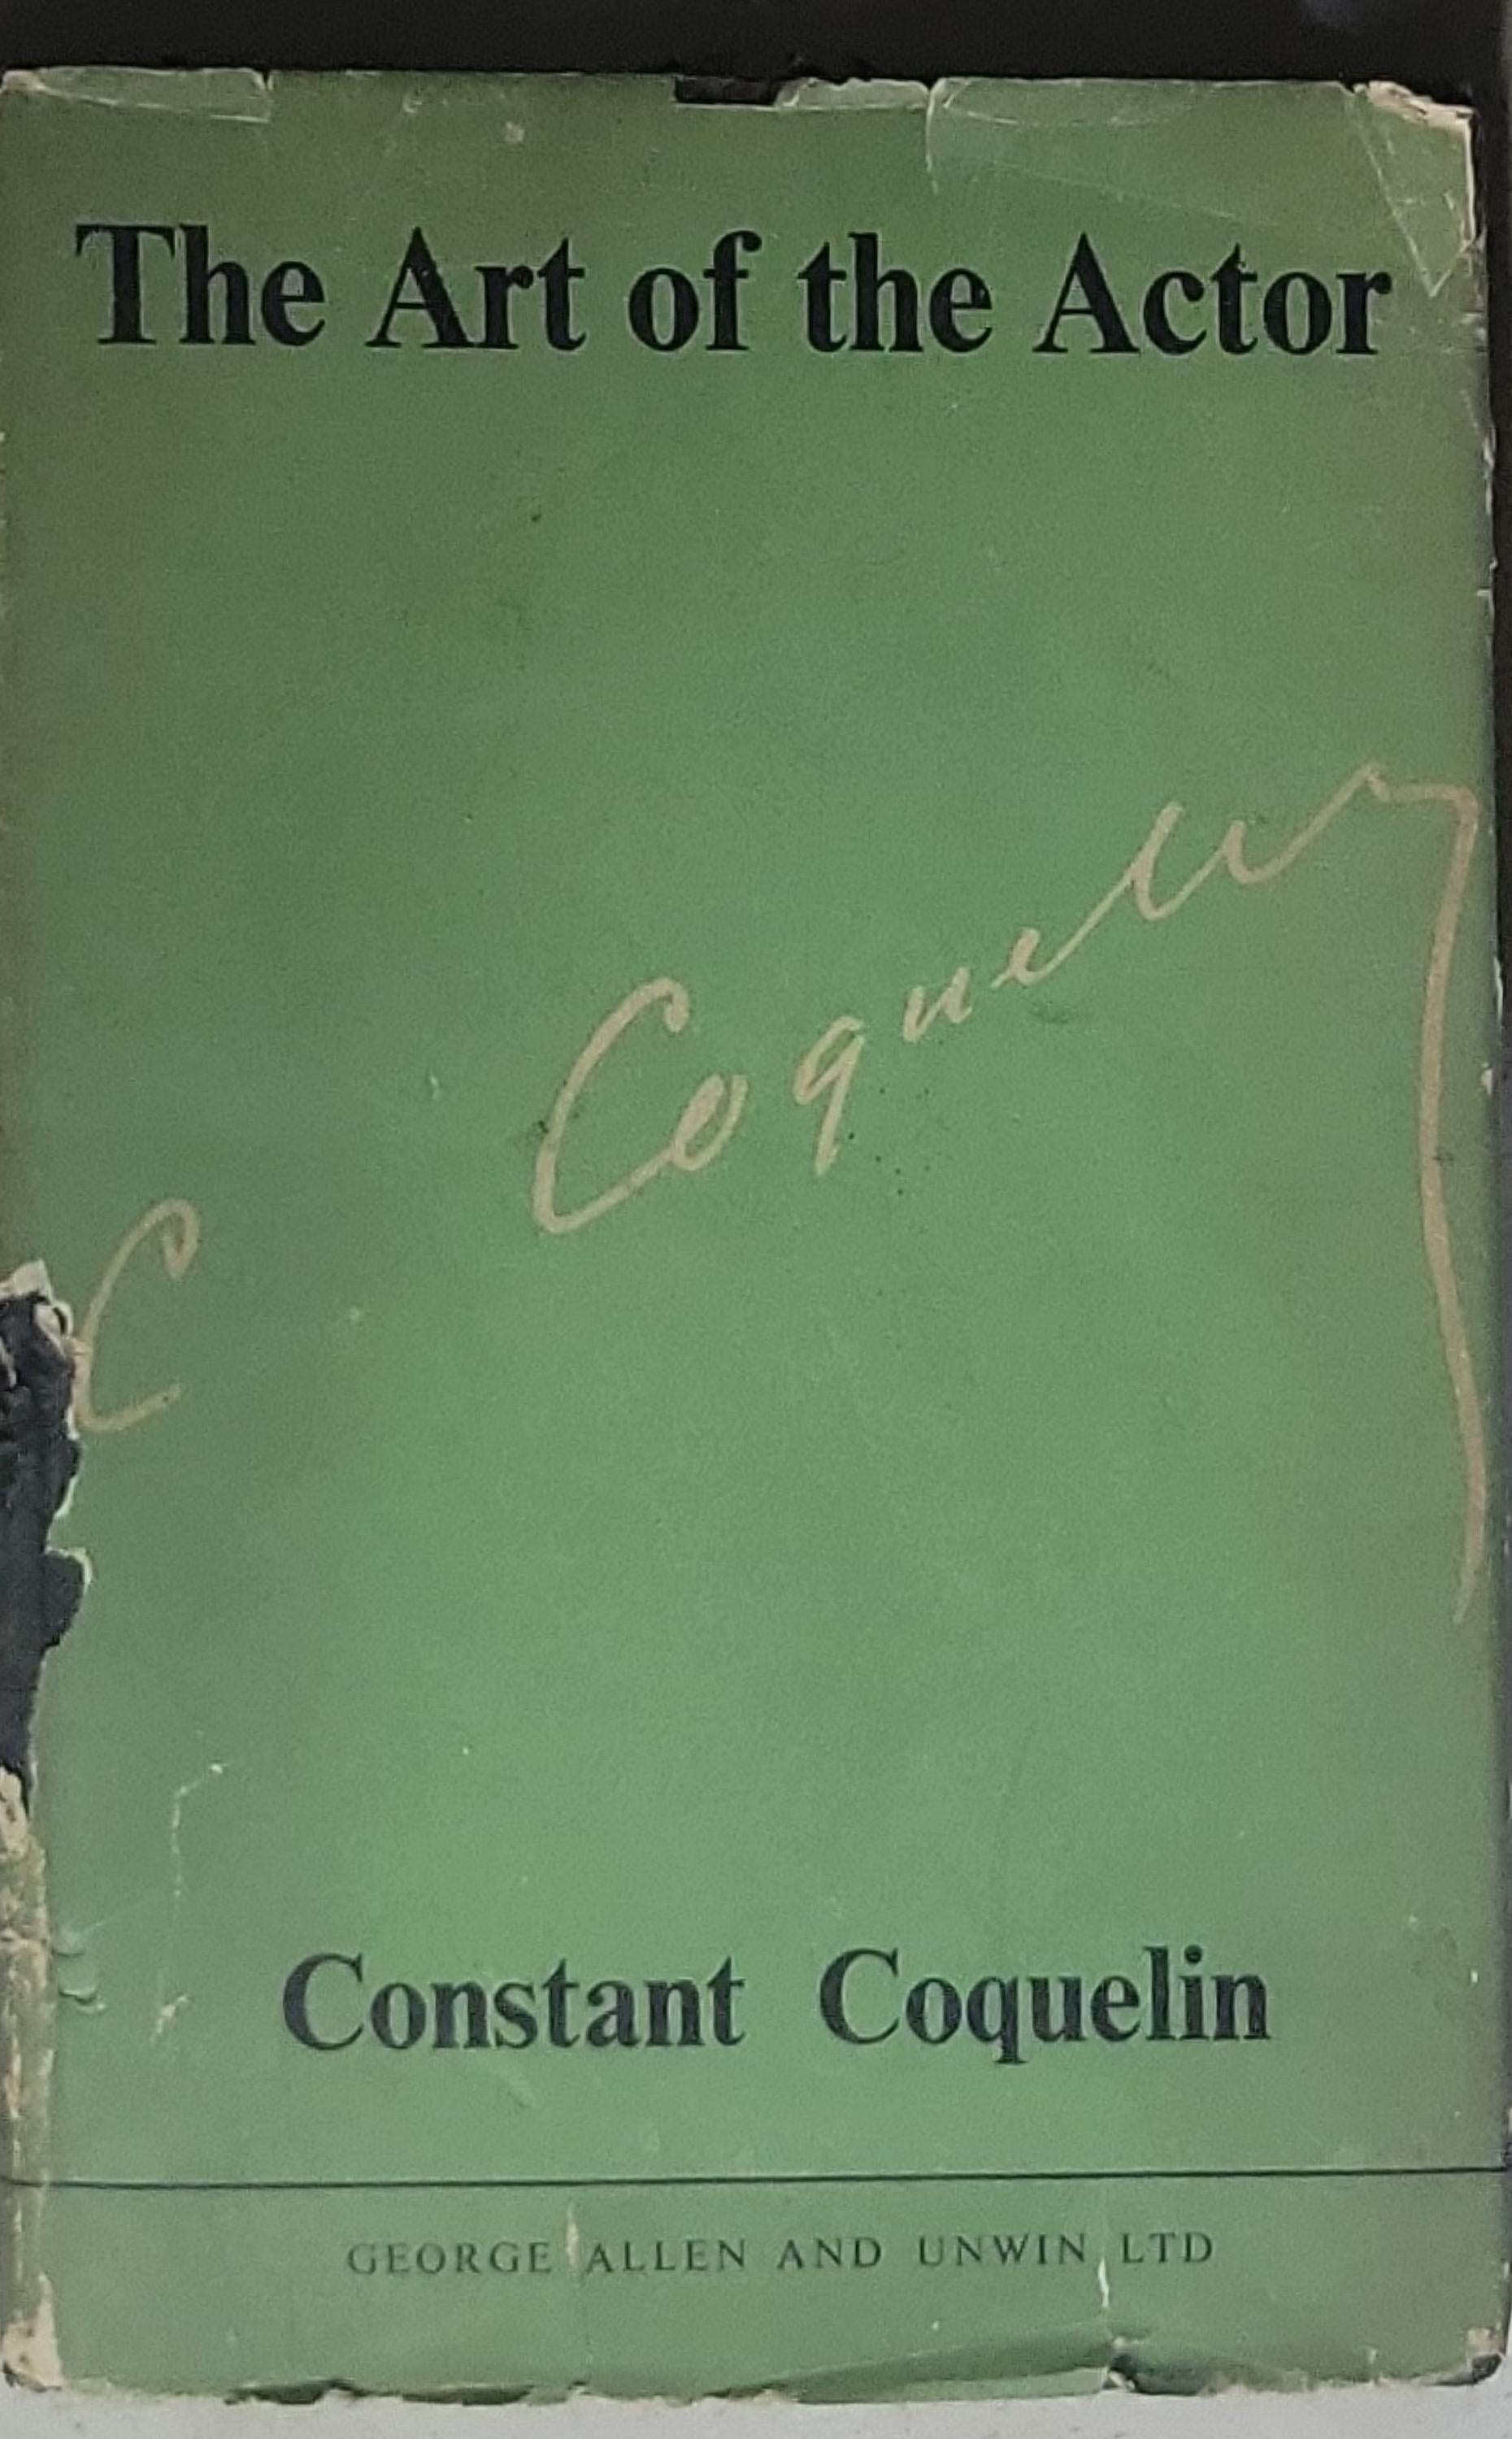 The Art of the Actor
C Coquelin
Constant Coquelin
GEORGE ALLEN AND UNWIN LTD